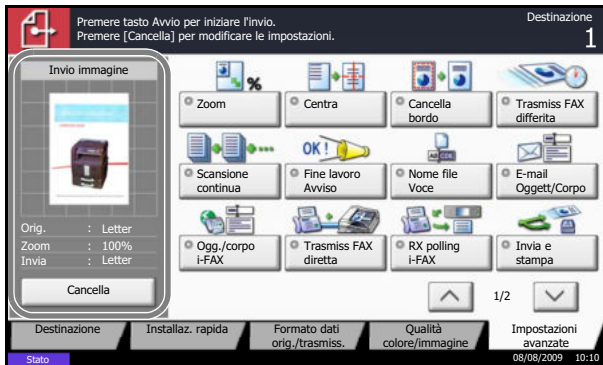 Premere tasto Avvio per iniziare l'invio.
Premere [Cancella] per modificare le impostazioni.
Destinazione
1
Invio immagine
Orig. : Letter
Zoom : 100%
Invia : Letter
Cancella
%
Zoom
Centra
Cancella
bordo
Trasmiss FAX
differita
OK!
ABCDE
Scansione
continua
Fine lavoro
Avviso
Nome file
Voce
E-mail
Oggett/Corpo
Ogg./corpo
i-FAX
Trasmiss FAX
diretta
RX polling
i-FAX
Invia e
stampa
1/2
Destinazione
Installaz. rapida
Formato dati
orig./trasmiss.
Qualità
colore/immagine
Impostazioni
avanzate
Stato
08/08/2009 10:10